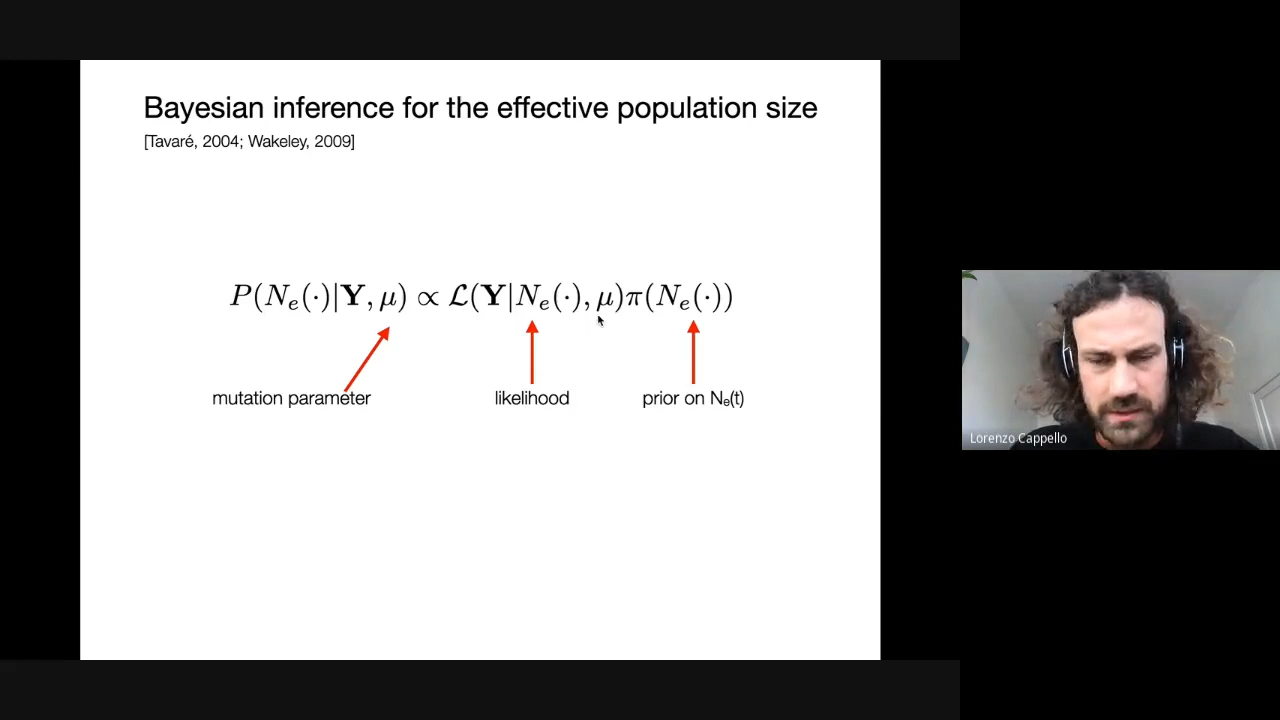 Bayesian inference for the effective population size
[Tavaré, 2004; Wakeley, 2009]
P(Nₑ(·)|Y, μ) ∝ ℒ(Y|Nₑ(·), μ)π(Nₑ(·))
mutation parameter
likelihood
prior on Nₑ(t)
Lorenzo Cappello